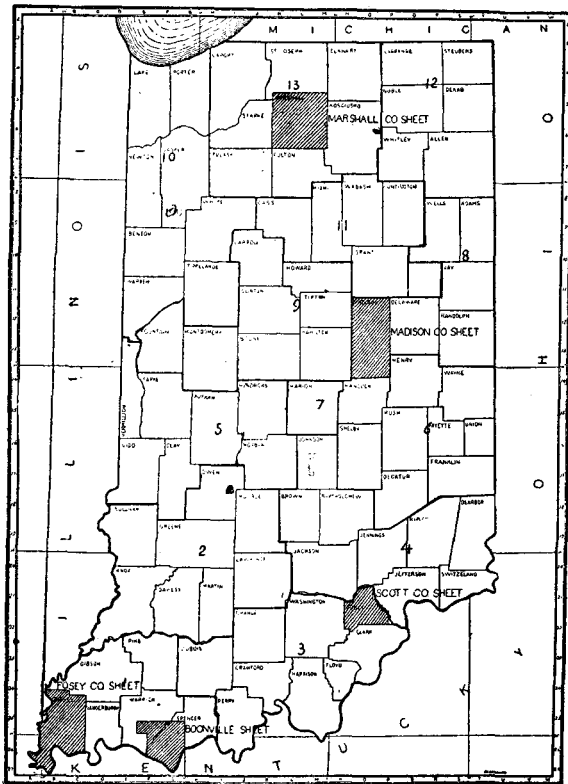 MICHIGAN
LAKE PORTER LAPORTE ST. JOSEPH ELKHART LAGRANGE STEUBEN
13 12
NOBLE DEKALB
STARKE KOSCIUSKO
MARSHALL CO SHEET
WHITLEY ALLEN
NEWTON JASPER PULASKI FULTON
10
MIAMI WABASH HUNTINGTON
WHITE CASS WELLS ADAMS
11
BENTON CARROLL GRANT
8
TIPPECANOE HOWARD JAY
WARREN CLINTON TIPTON
9
DELAWARE RANDOLPH
MADISON CO SHEET
FOUNTAIN MONTGOMERY BOONE HAMILTON
HENRY WAYNE
PARKE PUTNAM HENDRICKS MARION HANCOCK
7
RUSH FAYETTE UNION
5 6
VERMILLION SHELBY
VIGO CLAY MORGAN JOHNSON
FRANKLIN
OWEN DECATUR
DEARBORN
SULLIVAN MONROE BROWN BARTHOLOMEW
RIPLEY
GREENE JENNINGS
2 4
LAWRENCE JACKSON
KNOX DAVIESS MARTIN JEFFERSON SWITZERLAND
SCOTT CO SHEET
ORANGE WASHINGTON
CLARK
3
PIKE DUBOIS
GIBSON CRAWFORD HARRISON FLOYD
POSEY CO SHEET
VANDERBURGH WARRICK PERRY
SPENCER
BOONVILLE SHEET
ILLINOIS
OHIO
KENTUCKY